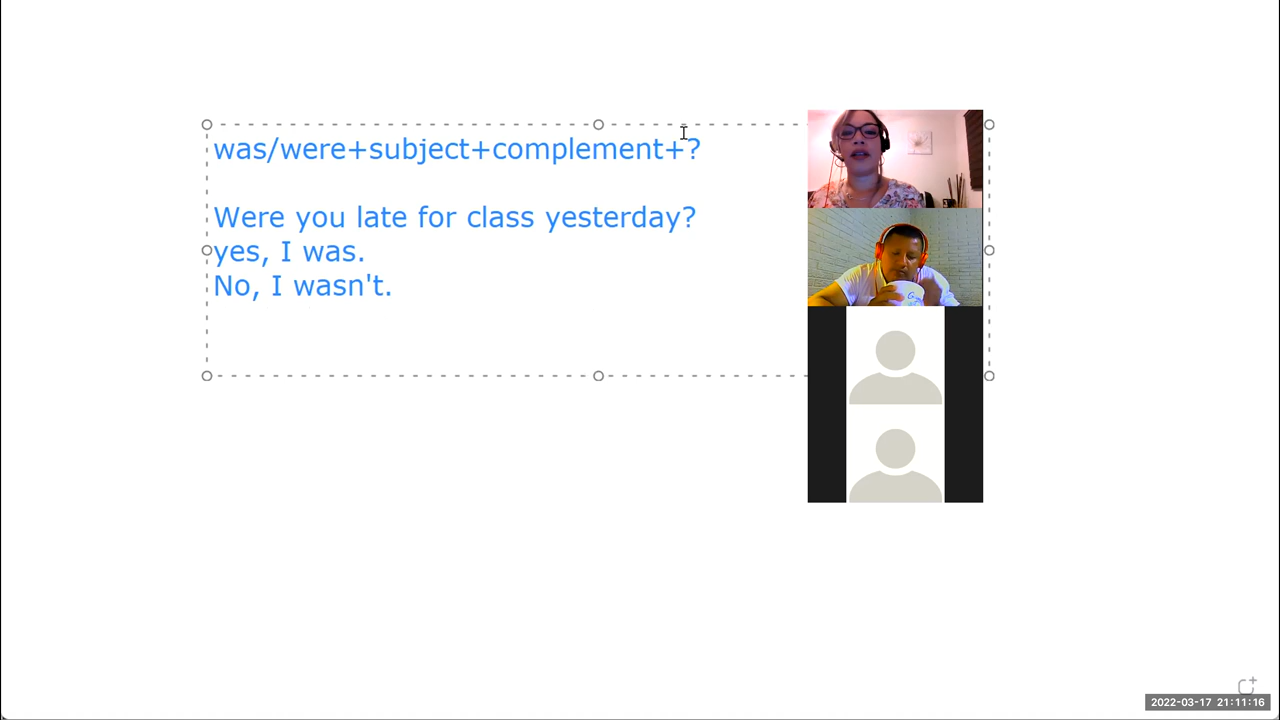 was/were+subject+complement+?
Were you late for class yesterday?
yes, I was.
No, I wasn't.
2022-03-17 21:11:16